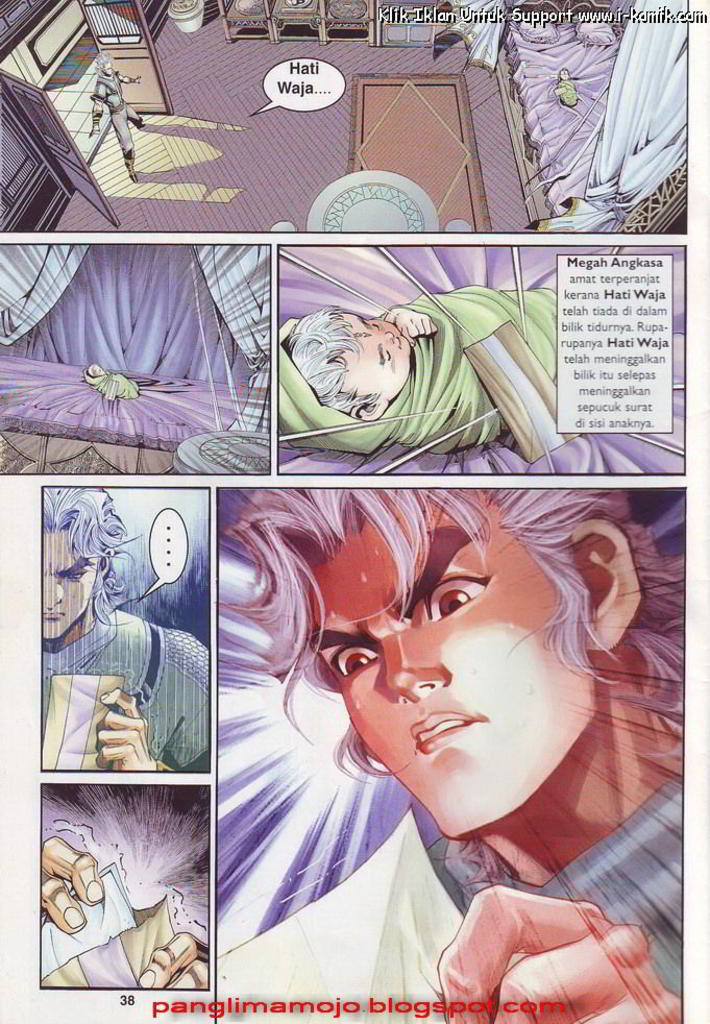 Klik Iklan Untuk Support www.i-komik.com
Hati
Waja....
Megah Angkasa
amat terperanjat
kerana Hati Waja
telah tiada di dalam
bilik tidurnya. Rupa-
rupanya Hati Waja
telah meninggalkan
bilik itu selepas
meninggalkan
sepucuk surat
di sisi anaknya.
....
38
panglimamojo.blogspot.com